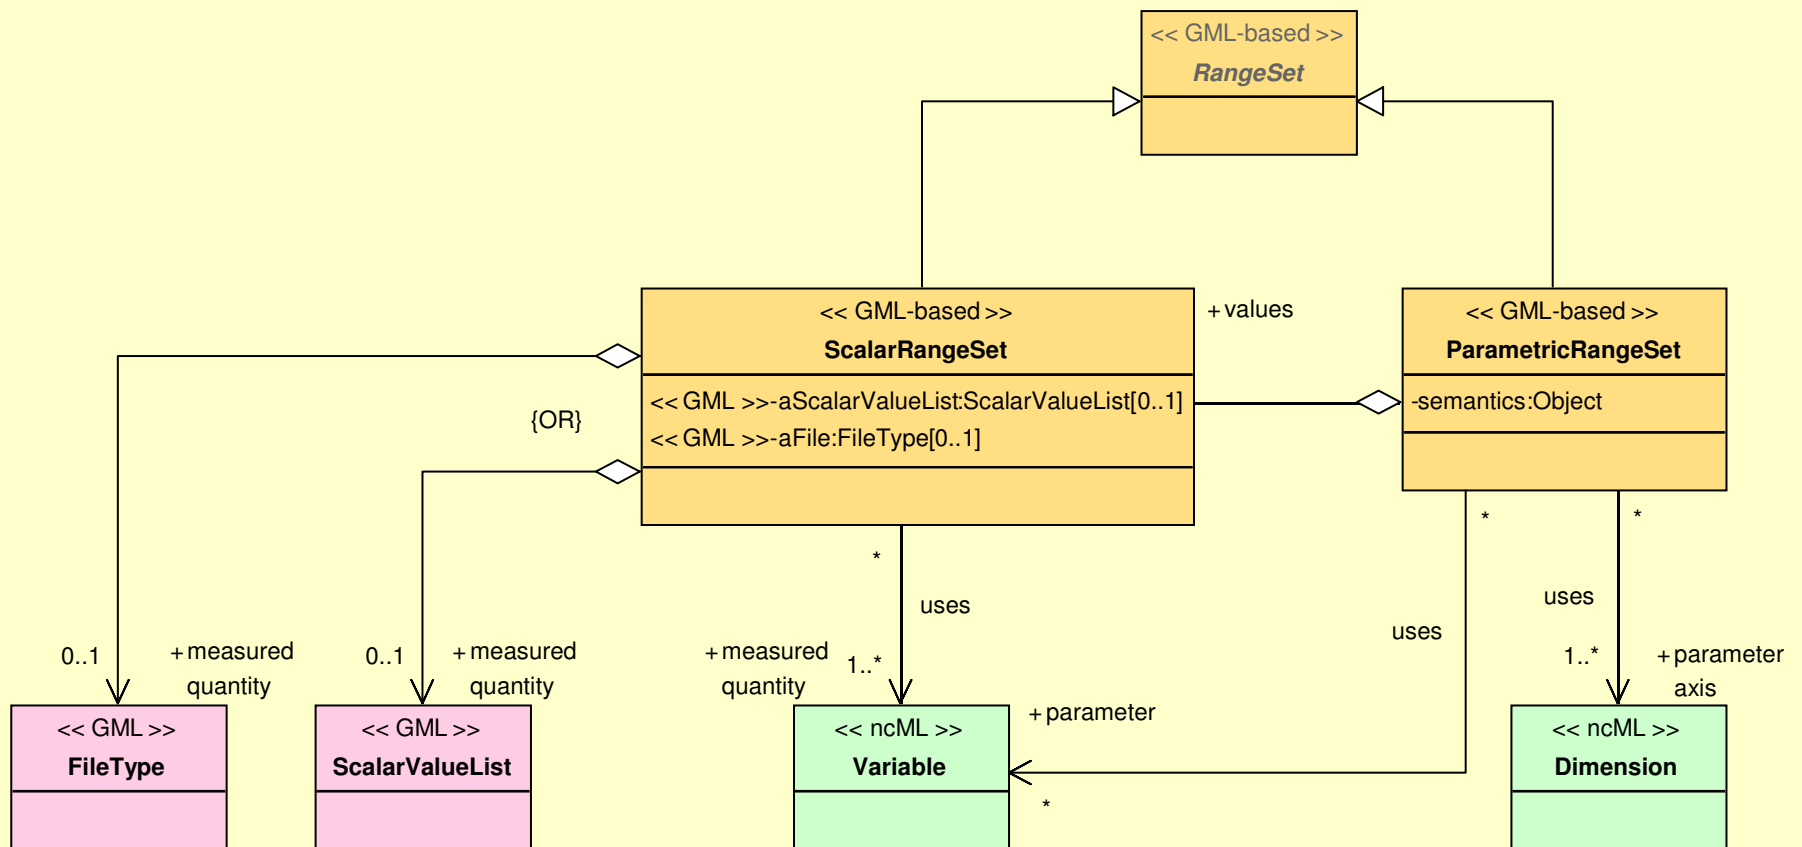 << GML-based >>
RangeSet
<< GML-based >>
ScalarRangeSet
<< GML >>-aScalarValueList:ScalarValueList[0..1]
<< GML >>-aFile:FileType[0..1]
+ values
<< GML-based >>
ParametricRangeSet
-semantics:Object
{OR}
*
uses
*
uses
*
uses
0..1
+ measured
quantity
0..1
+ measured
quantity
+ measured
quantity
1..*
1..*
+ parameter
axis
<< GML >>
FileType
<< GML >>
ScalarValueList
<< ncML >>
Variable
+ parameter
*
<< ncML >>
Dimension